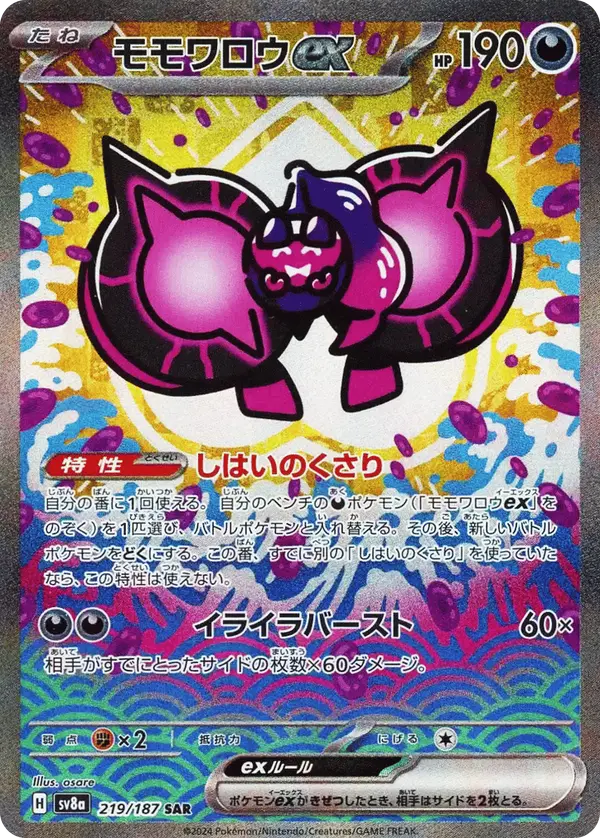 たね モモワロウex HP190
特性 とくせい しはいのくさり
自分の番に1回使える。自分のベンチの悪ポケモン(「モモワロウex」を
のぞく)を1匹選び、バトルポケモンと入れ替える。その後、新しいバトル
ポケモンをどくにする。この番、すでに別の「しはいのくさり」を使っていた
なら、この特性は使えない。
イライラバースト 60×
相手がすでにとったサイドの枚数×60ダメージ。
弱点 ×2 抵抗力 にげる
exルール
ポケモンexがきぜつしたとき、相手はサイドを2枚とる。
Illus. osare
H sv8a 219/187 SAR
©2024 Pokémon/Nintendo/Creatures/GAME FREAK.